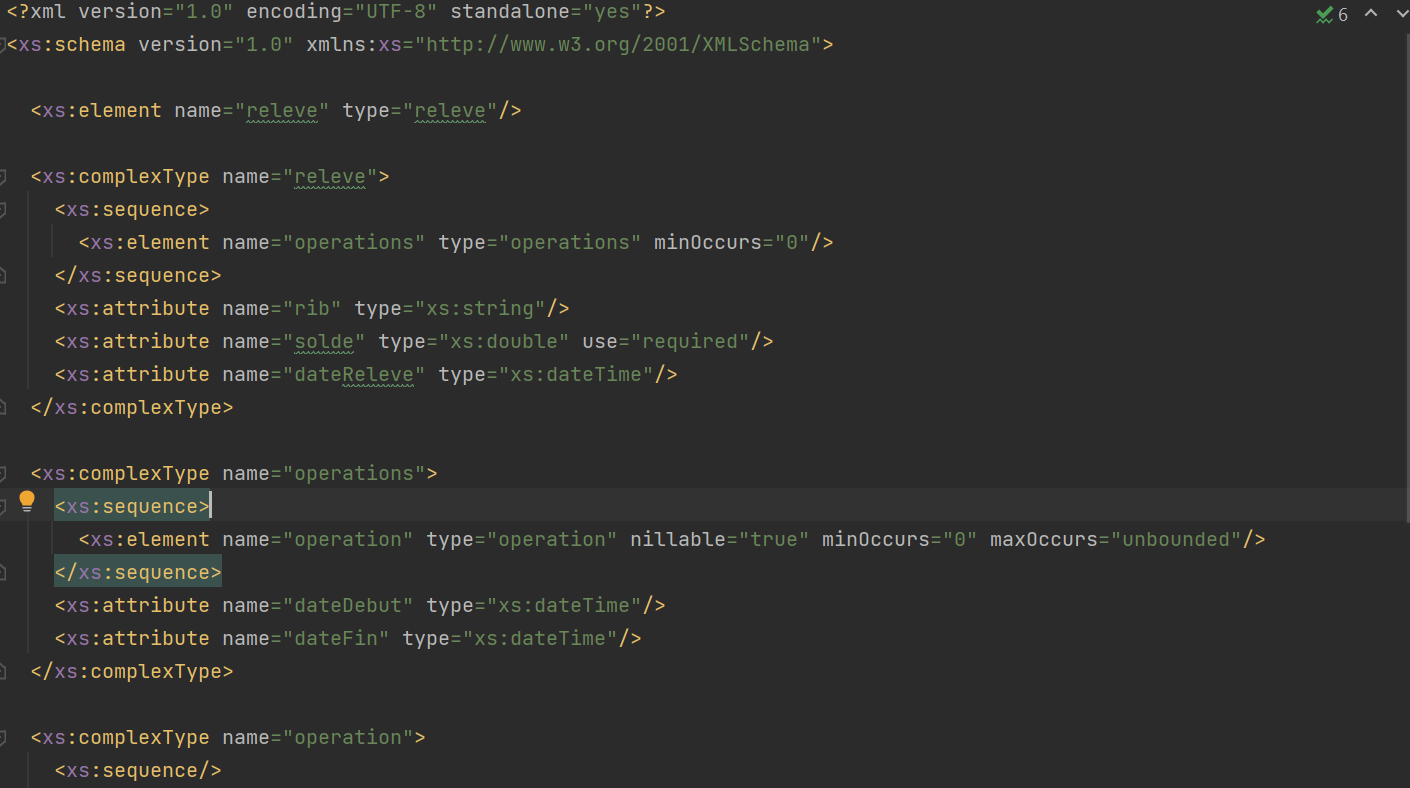 <?xml version="1.0" encoding="UTF-8" standalone="yes"?>
6
<xs:schema version="1.0" xmlns:xs="http://www.w3.org/2001/XMLSchema">
<xs:element name="releve" type="releve"/>
<xs:complexType name="releve">
<xs:sequence>
<xs:element name="operations" type="operations" minOccurs="0"/>
</xs:sequence>
<xs:attribute name="rib" type="xs:string"/>
<xs:attribute name="solde" type="xs:double" use="required"/>
<xs:attribute name="dateReleve" type="xs:dateTime"/>
</xs:complexType>
<xs:complexType name="operations">
<xs:sequence>
<xs:element name="operation" type="operation" nillable="true" minOccurs="0" maxOccurs="unbounded"/>
</xs:sequence>
<xs:attribute name="dateDebut" type="xs:dateTime"/>
<xs:attribute name="dateFin" type="xs:dateTime"/>
</xs:complexType>
<xs:complexType name="operation">
<xs:sequence/>